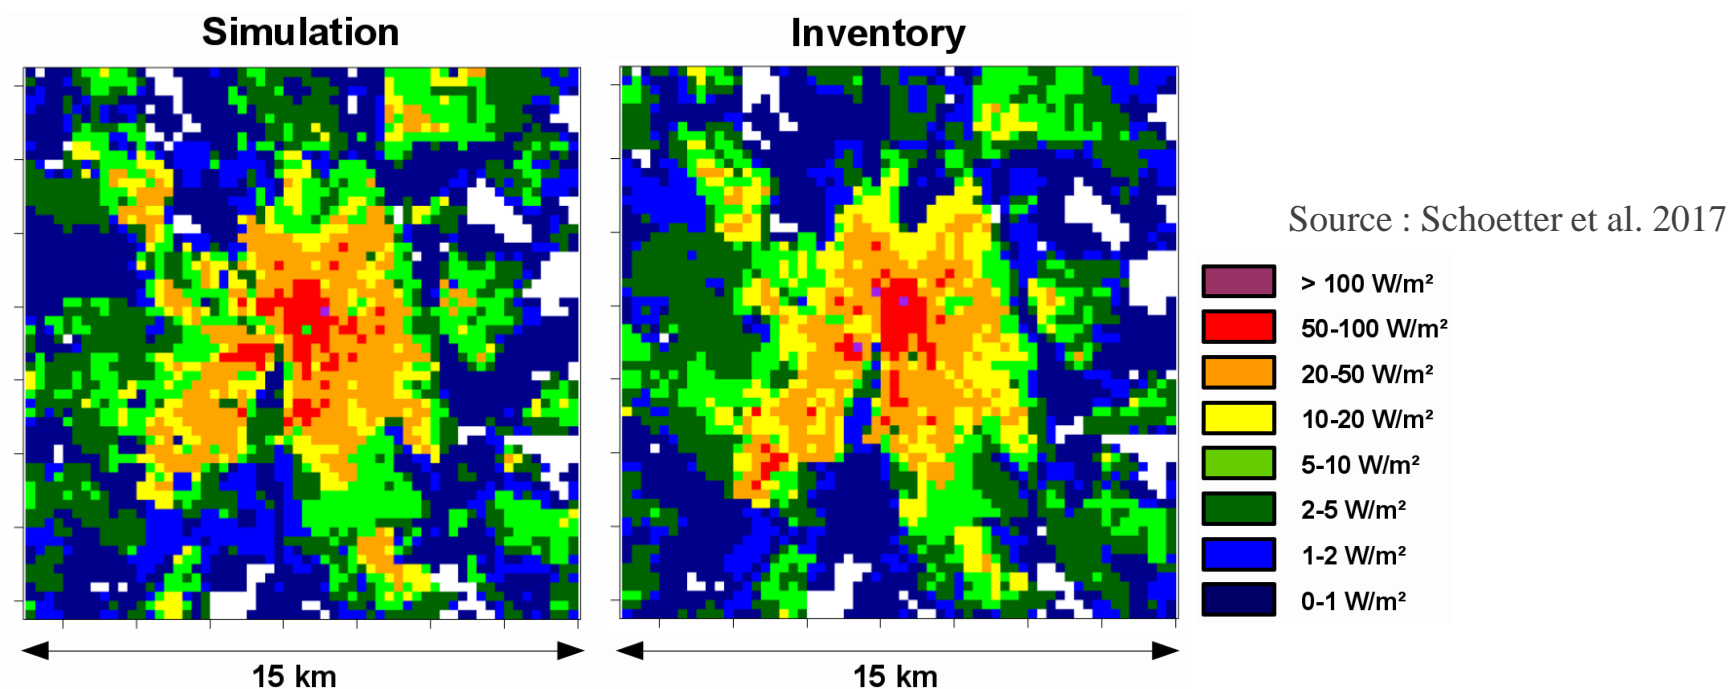 Simulation
Inventory
Source : Schoetter et al. 2017
> 100 W/m²
50-100 W/m²
20-50 W/m²
10-20 W/m²
5-10 W/m²
2-5 W/m²
1-2 W/m²
0-1 W/m²
15 km
15 km